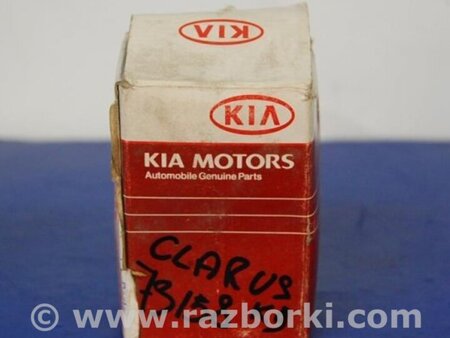 KIA
KIA
KIA MOTORS
Automobile Genuine Parts
CLARUS
www.razborki.com